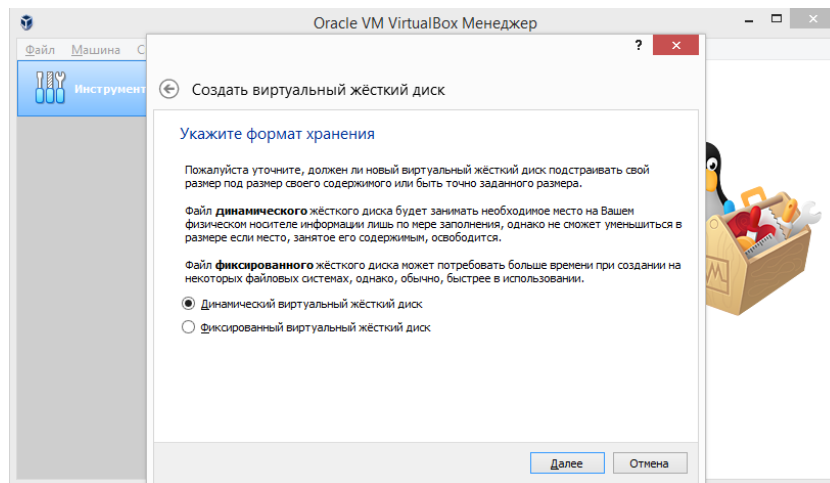 Oracle VM VirtualBox Менеджер
Файл Машина С
?
Инструмент
Создать виртуальный жёсткий диск
Укажите формат хранения
Пожалуйста уточните, должен ли новый виртуальный жёсткий диск подстраивать свой
размер под размер своего содержимого или быть точно заданного размера.
Файл динамического жёсткого диска будет занимать необходимое место на Вашем
физическом носителе информации лишь по мере заполнения, однако не сможет уменьшиться в
размере если место, занятое его содержимым, освободится.
Файл фиксированного жёсткого диска может потребовать больше времени при создании на
некоторых файловых системах, однако, обычно, быстрее в использовании.
Динамический виртуальный жёсткий диск
Фиксированный виртуальный жёсткий диск
Далее Отмена